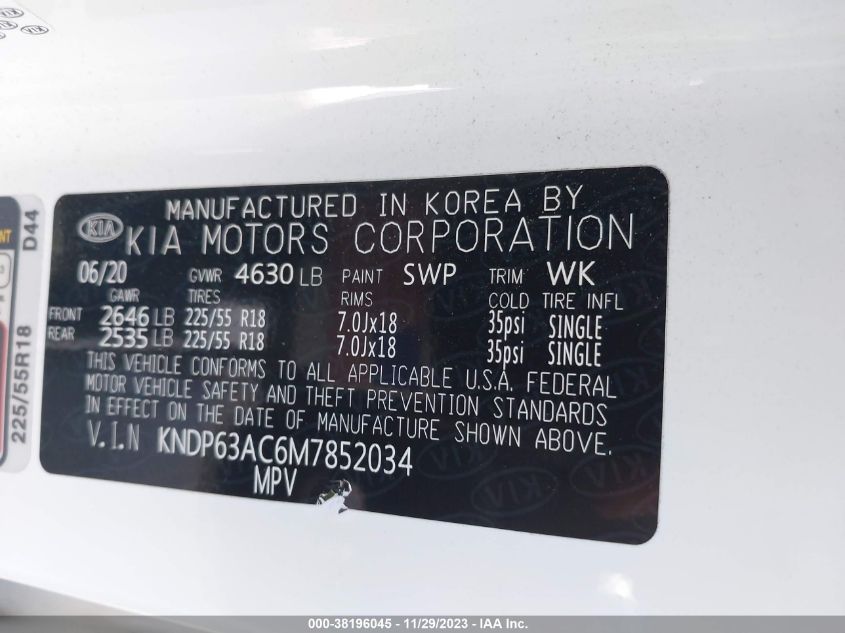 MANUFACTURED IN KOREA BY
KIA KIA MOTORS CORPORATION
06/20 GVWR 4630 LB PAINT SWP TRIM WK
GAWR TIRES RIMS COLD TIRE INFL
FRONT 2646 LB 225/55 R18 7.0Jx18 35psi SINGLE
REAR 2535 LB 225/55 R18 7.0Jx18 35psi SINGLE
THIS VEHICLE CONFORMS TO ALL APPLICABLE U.S.A. FEDERAL
MOTOR VEHICLE SAFETY AND THEFT PREVENTION STANDARDS
IN EFFECT ON THE DATE OF MANUFACTURE SHOWN ABOVE.
V.I.N KNDP63AC6M7852034
MPV
D44
225/55R18
KIA
000-38196045 - 11/29/2023 - IAA Inc.